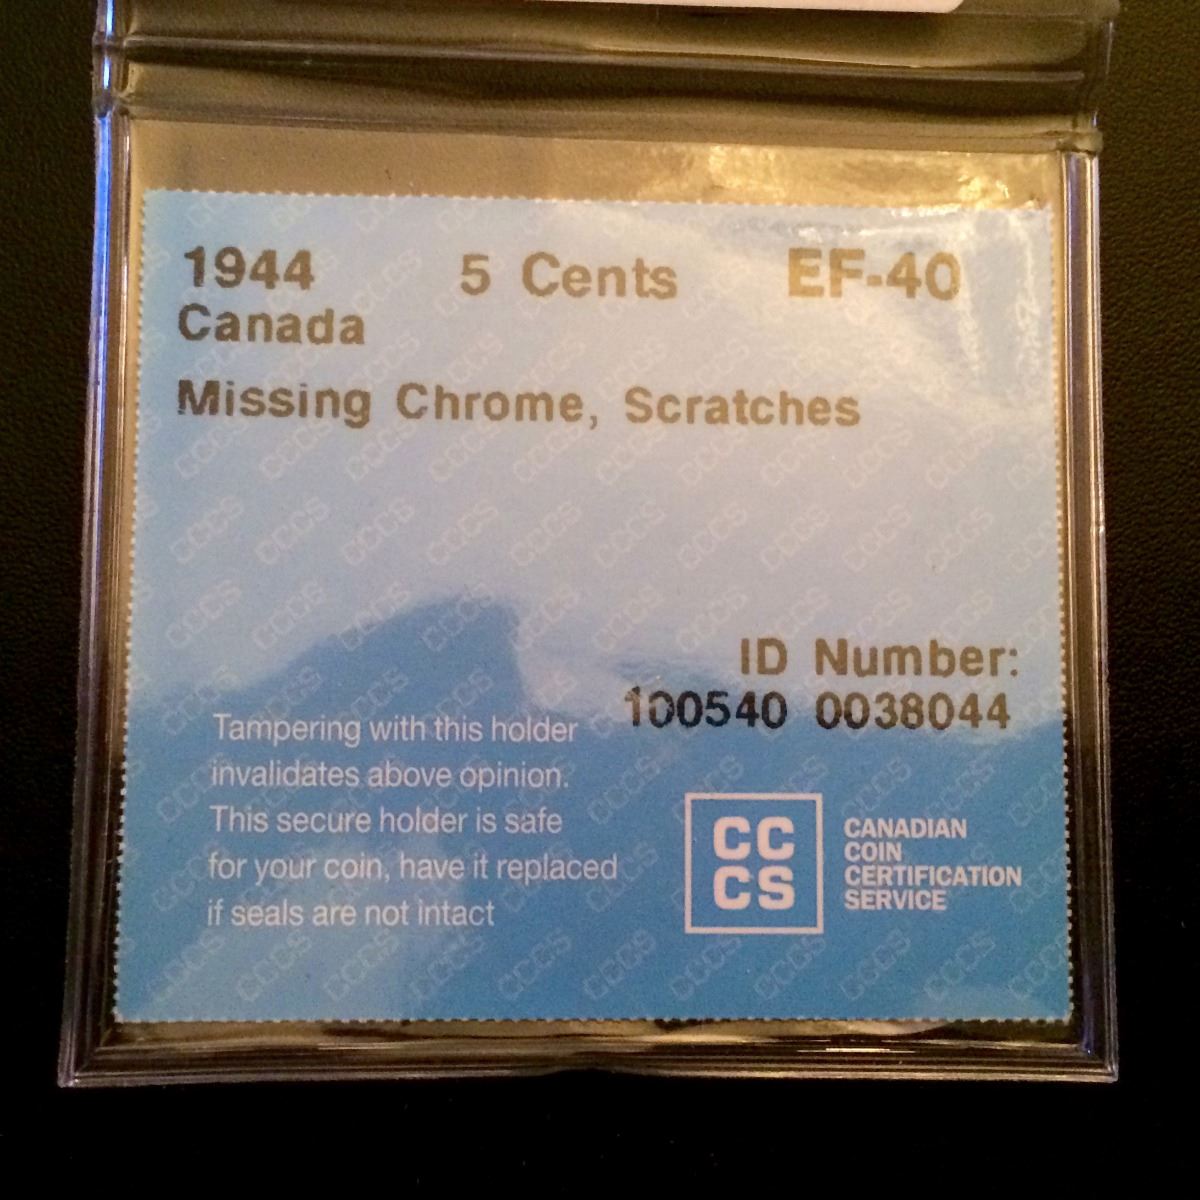 1944 5 Cents EF-40
Canada
Missing Chrome, Scratches
ID Number:
100540 0038044
Tampering with this holder
invalidates above opinion.
This secure holder is safe
for your coin, have it replaced
if seals are not intact
CC
CS
CANADIAN
COIN
CERTIFICATION
SERVICE